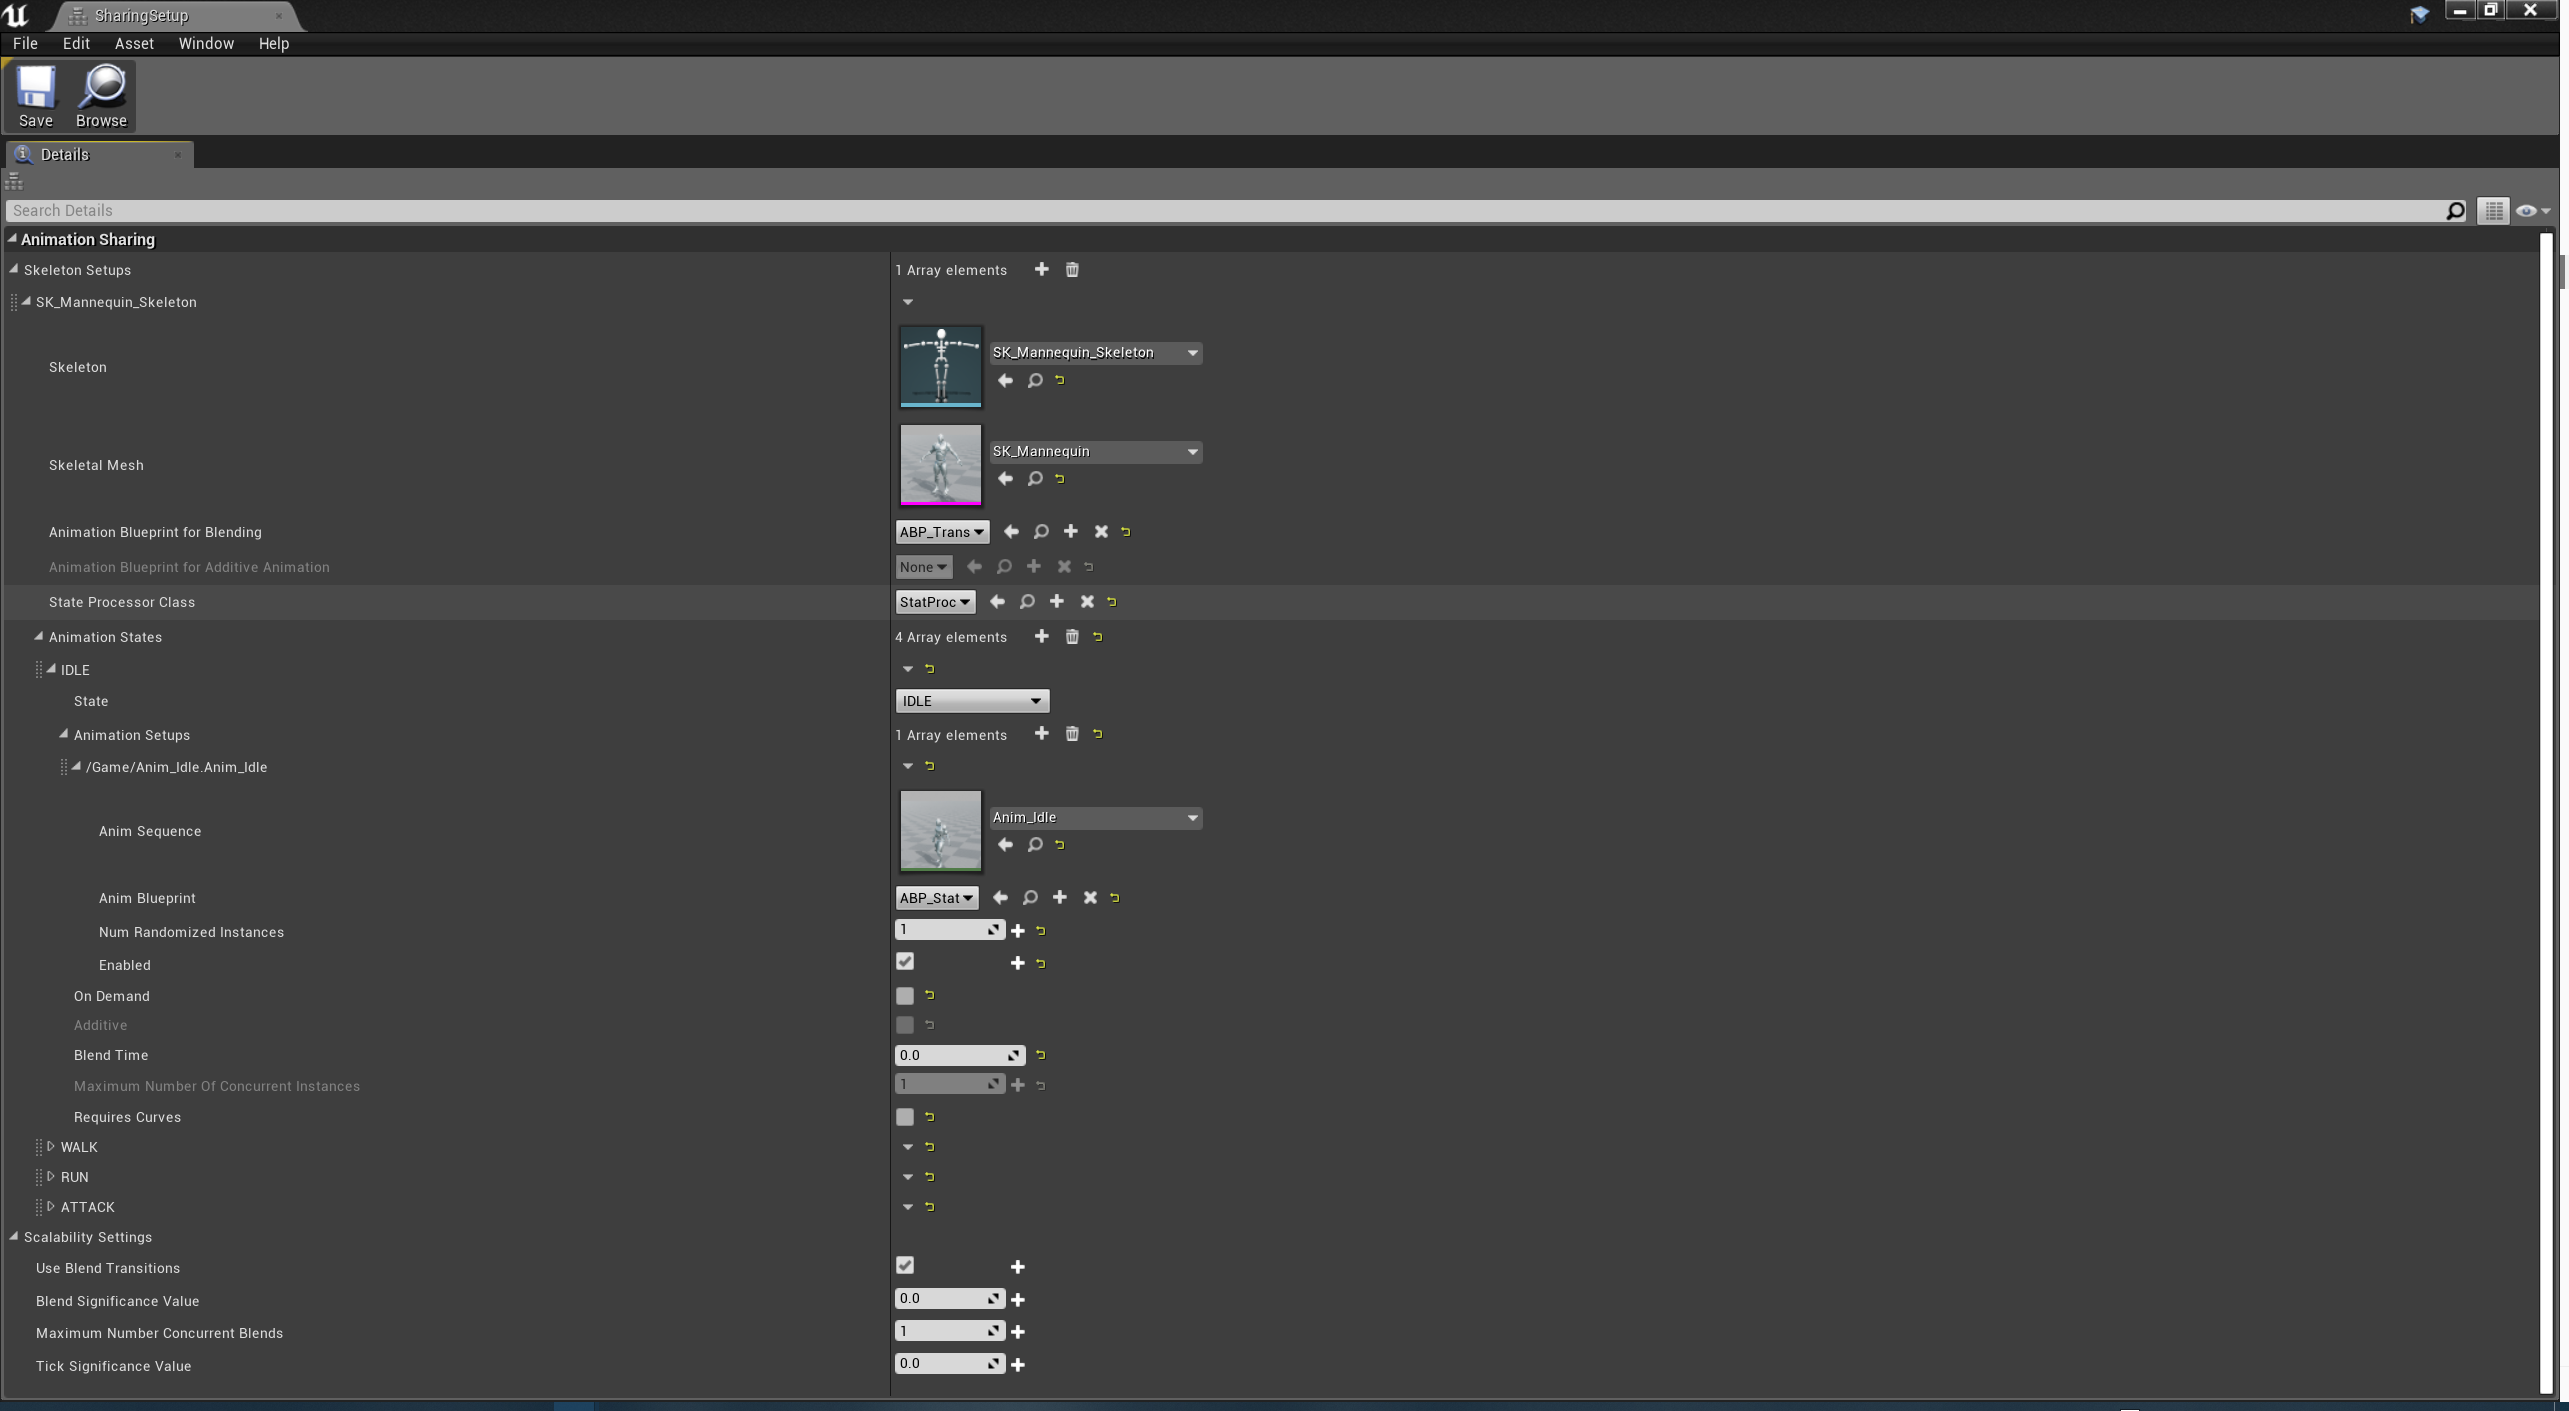 SharingSetup
File Edit Asset Window Help
Save Browse
Details
Search Details
Animation Sharing
Skeleton Setups 1 Array elements
SK_Mannequin_Skeleton
Skeleton SK_Mannequin_Skeleton
Skeletal Mesh SK_Mannequin
Animation Blueprint for Blending ABP_Trans
Animation Blueprint for Additive Animation None
State Processor Class StatProc
Animation States 4 Array elements
IDLE
State IDLE
Animation Setups 1 Array elements
/Game/Anim_Idle.Anim_Idle
Anim Sequence Anim_Idle
Anim Blueprint ABP_Stat
Num Randomized Instances 1
Enabled
On Demand
Additive
Blend Time 0.0
Maximum Number Of Concurrent Instances 1
Requires Curves
WALK
RUN
ATTACK
Scalability Settings
Use Blend Transitions
Blend Significance Value 0.0
Maximum Number Concurrent Blends 1
Tick Significance Value 0.0